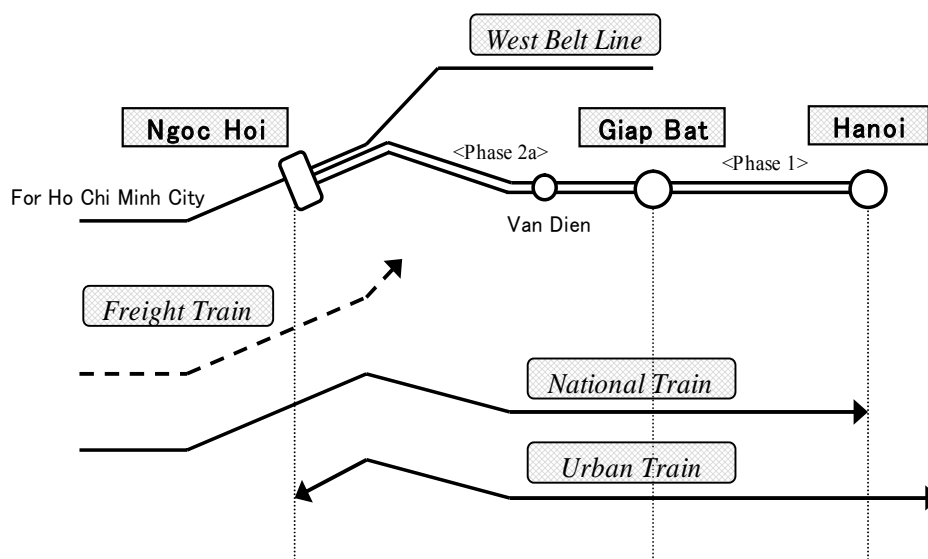 West Belt Line
Ngoc Hoi
Giap Bat
Hanoi
<Phase 2a>
<Phase 1>
For Ho Chi Minh City
Van Dien
Freight Train
National Train
Urban Train